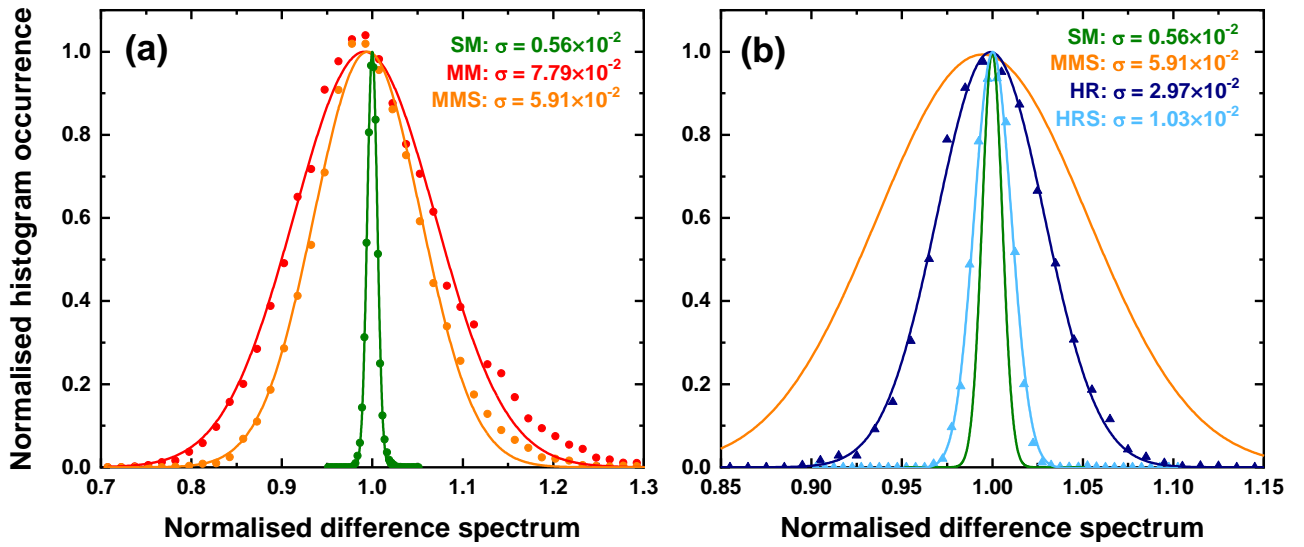 Normalised histogram occurrence
(a)
SM: σ = 0.56×10⁻²
MM: σ = 7.79×10⁻²
MMS: σ = 5.91×10⁻²
1.0
0.8
0.6
0.4
0.2
0.0
0.7 0.8 0.9 1.0 1.1 1.2 1.3
Normalised difference spectrum
(b)
SM: σ = 0.56×10⁻²
MMS: σ = 5.91×10⁻²
HR: σ = 2.97×10⁻²
HRS: σ = 1.03×10⁻²
1.0
0.8
0.6
0.4
0.2
0.0
0.85 0.90 0.95 1.00 1.05 1.10 1.15
Normalised difference spectrum